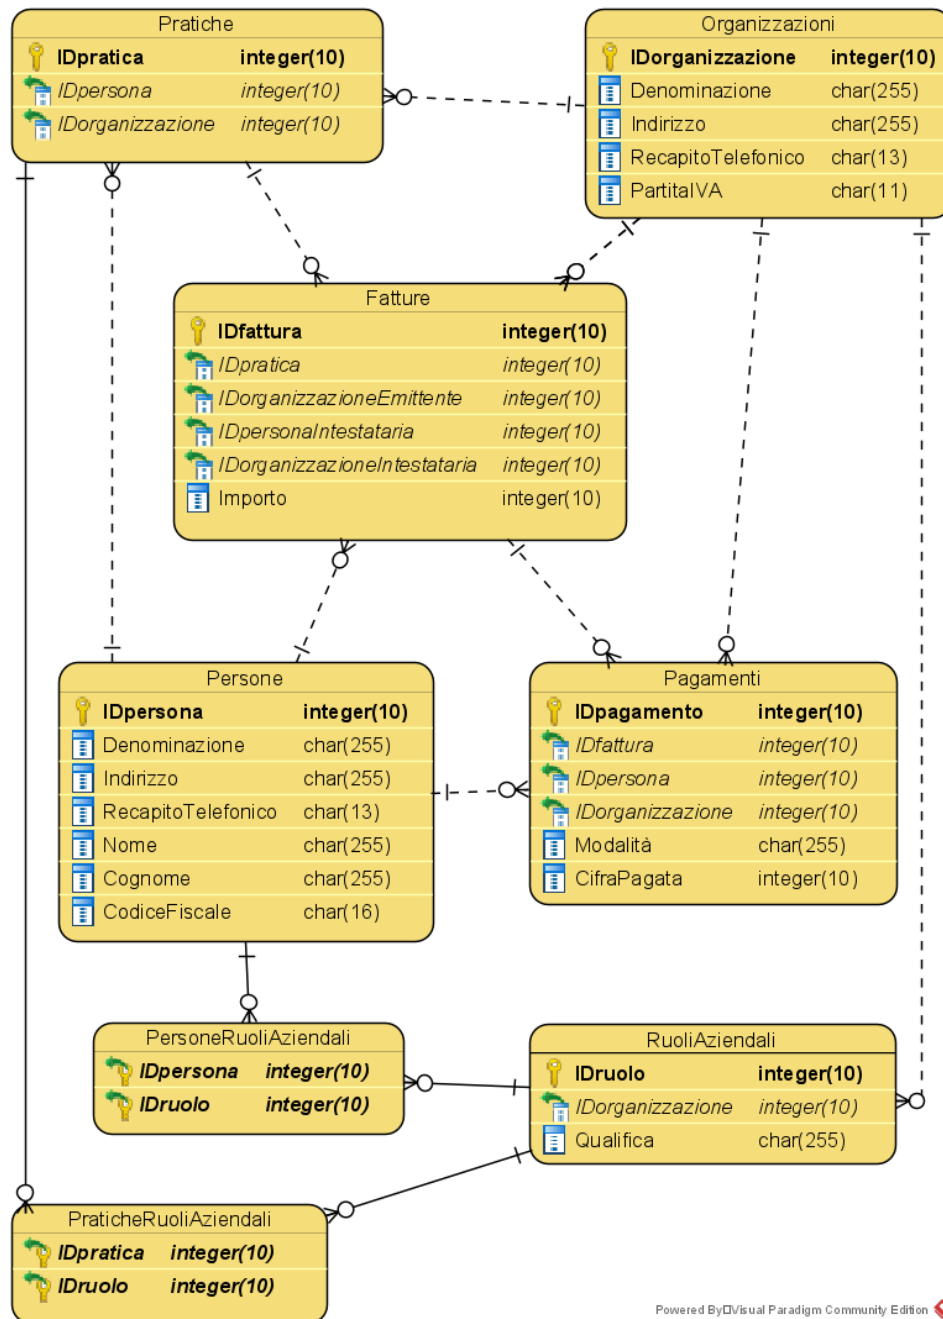 Pratiche
IDpratica integer(10)
IDpersona integer(10)
IDorganizzazione integer(10)
Organizzazioni
IDorganizzazione integer(10)
Denominazione char(255)
Indirizzo char(255)
RecapitoTelefonico char(13)
PartitaIVA char(11)
Fatture
IDfattura integer(10)
IDpratica integer(10)
IDorganizzazioneEmittente integer(10)
IDpersonaIntestataria integer(10)
IDorganizzazioneIntestataria integer(10)
Importo integer(10)
Persone
IDpersona integer(10)
Denominazione char(255)
Indirizzo char(255)
RecapitoTelefonico char(13)
Nome char(255)
Cognome char(255)
CodiceFiscale char(16)
Pagamenti
IDpagamento integer(10)
IDfattura integer(10)
IDpersona integer(10)
IDorganizzazione integer(10)
Modalità char(255)
CifraPagata integer(10)
PersoneRuoliAziendali
IDpersona integer(10)
IDruolo integer(10)
RuoliAziendali
IDruolo integer(10)
IDorganizzazione integer(10)
Qualifica char(255)
PraticheRuoliAziendali
IDpratica integer(10)
IDruolo integer(10)
Powered By□Visual Paradigm Community Edition